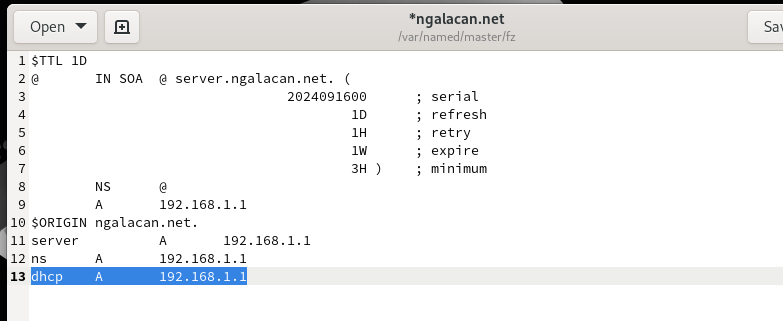 Open
*ngalacan.net
/var/named/master/fz
Sav
1 $TTL 1D
2 @ IN SOA @ server.ngalacan.net. (
3 2024091600 ; serial
4 1D ; refresh
5 1H ; retry
6 1W ; expire
7 3H ) ; minimum
8 NS @
9 A 192.168.1.1
10 $ORIGIN ngalacan.net.
11 server A 192.168.1.1
12 ns A 192.168.1.1
13 dhcp A 192.168.1.1